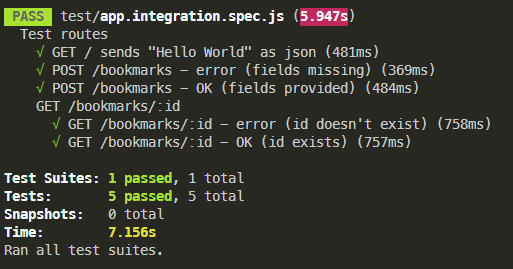 PASS test/app.integration.spec.js (5.947s)
Test routes
√ GET / sends "Hello World" as json (481ms)
√ POST /bookmarks - error (fields missing) (369ms)
√ POST /bookmarks - OK (fields provided) (484ms)
GET /bookmarks/:id
√ GET /bookmarks/:id - error (id doesn't exist) (758ms)
√ GET /bookmarks/:id - OK (id exists) (757ms)
Test Suites: 1 passed, 1 total
Tests: 5 passed, 5 total
Snapshots: 0 total
Time: 7.156s
Ran all test suites.